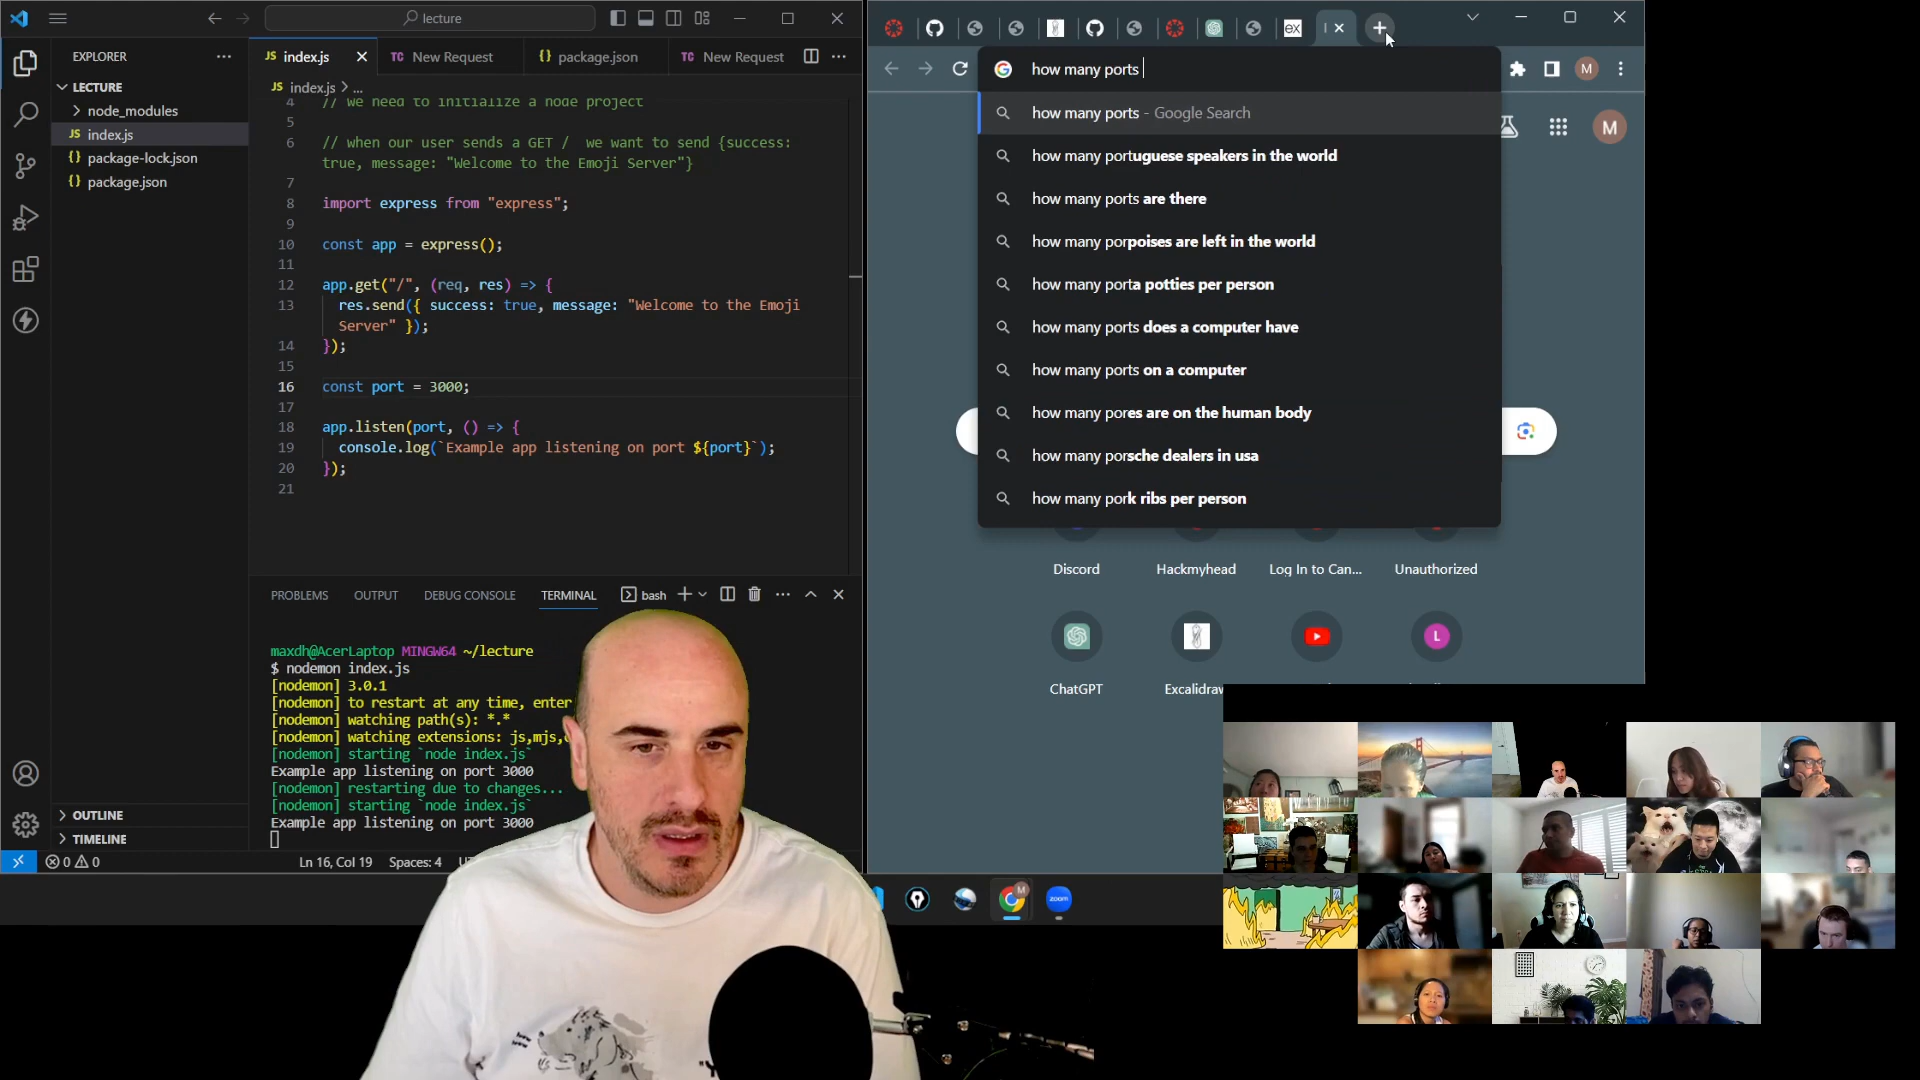 lecture
EXPLORER
LECTURE
node_modules
JS index.js
{} package-lock.json
{} package.json
OUTLINE
TIMELINE
JS index.js
TC New Request
{} package.json
TC New Request
JS index.js > ...
4 // we need to initialize a node project
5
6 // when our user sends a GET / we want to send {success:
true, message: "Welcome to the Emoji Server"}
7
8 import express from "express";
9
10 const app = express();
11
12 app.get("/", (req, res) => {
13 res.send({ success: true, message: "Welcome to the Emoji
Server" });
14 });
15
16 const port = 3000;
17
18 app.listen(port, () => {
19 console.log(`Example app listening on port ${port}`);
20 });
21
PROBLEMS OUTPUT DEBUG CONSOLE TERMINAL bash
maxdh@AcerLaptop MINGW64 ~/lecture
$ nodemon index.js
[nodemon] 3.0.1
[nodemon] to restart at any time, enter
[nodemon] watching path(s): *.*
[nodemon] watching extensions: js,mjs,
[nodemon] starting `node index.js`
Example app listening on port 3000
[nodemon] restarting due to changes...
[nodemon] starting `node index.js`
Example app listening on port 3000
0 0
Ln 16, Col 19 Spaces: 4
ex
how many ports
M
how many ports - Google Search
how many portuguese speakers in the world
how many ports are there
how many porpoises are left in the world
how many porta potties per person
how many ports does a computer have
how many ports on a computer
how many pores are on the human body
how many porsche dealers in usa
how many pork ribs per person
M
Discord
Hackmyhead
Log In to Can...
Unauthorized
L
ChatGPT
M
zoom